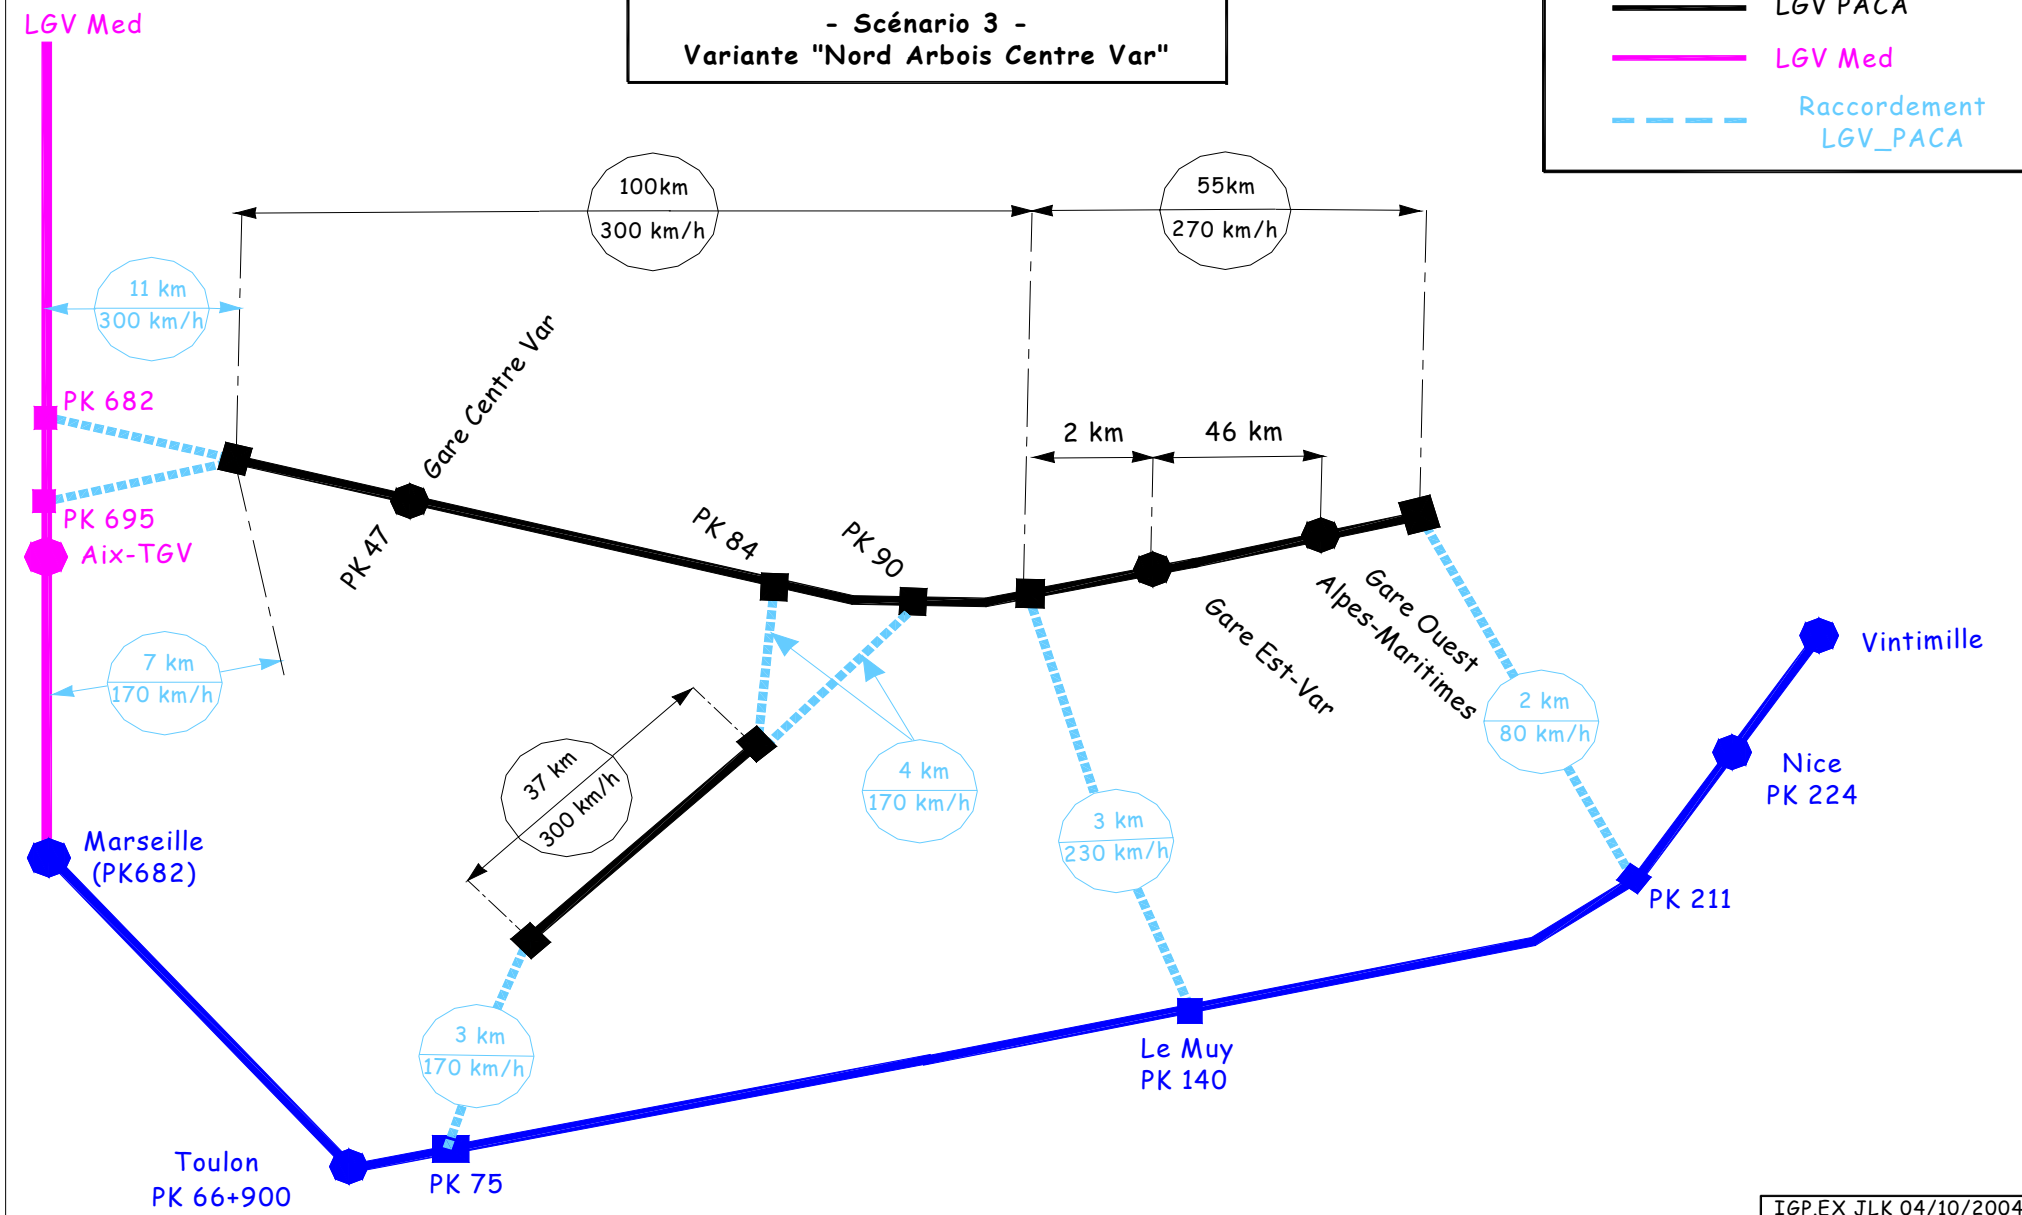 LGV Med
- Scénario 3 -
Variante "Nord Arbois Centre Var"
LGV PACA
LGV Med
Raccordement
LGV_PACA
100km
300 km/h
55km
270 km/h
11 km
300 km/h
PK 682
PK 695
Aix-TGV
Gare Centre Var
PK 47
PK 84
PK 90
2 km
46 km
Gare Est-Var
Gare Ouest
Alpes-Maritimes
7 km
170 km/h
37 km
300 km/h
4 km
170 km/h
3 km
230 km/h
2 km
80 km/h
Vintimille
Nice
PK 224
PK 211
Marseille
(PK682)
3 km
170 km/h
Le Muy
PK 140
Toulon
PK 66+900
PK 75
IGP.EX JLK 04/10/2004